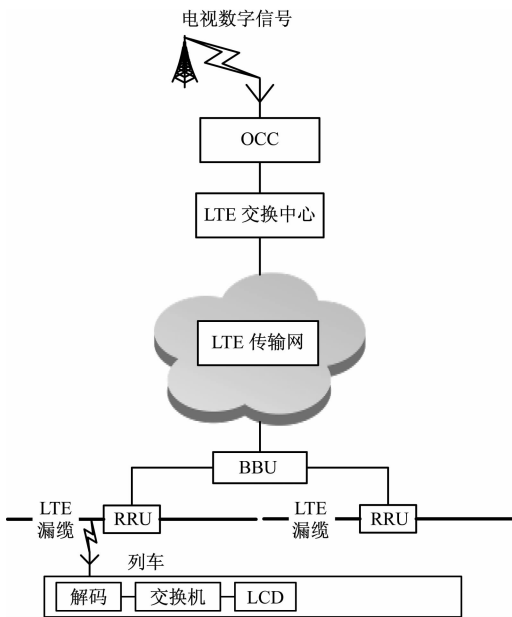 电视数字信号
OCC
LTE 交换中心
LTE 传输网
BBU
LTE
漏缆
RRU
LTE
漏缆
RRU
列车
解码
交换机
LCD